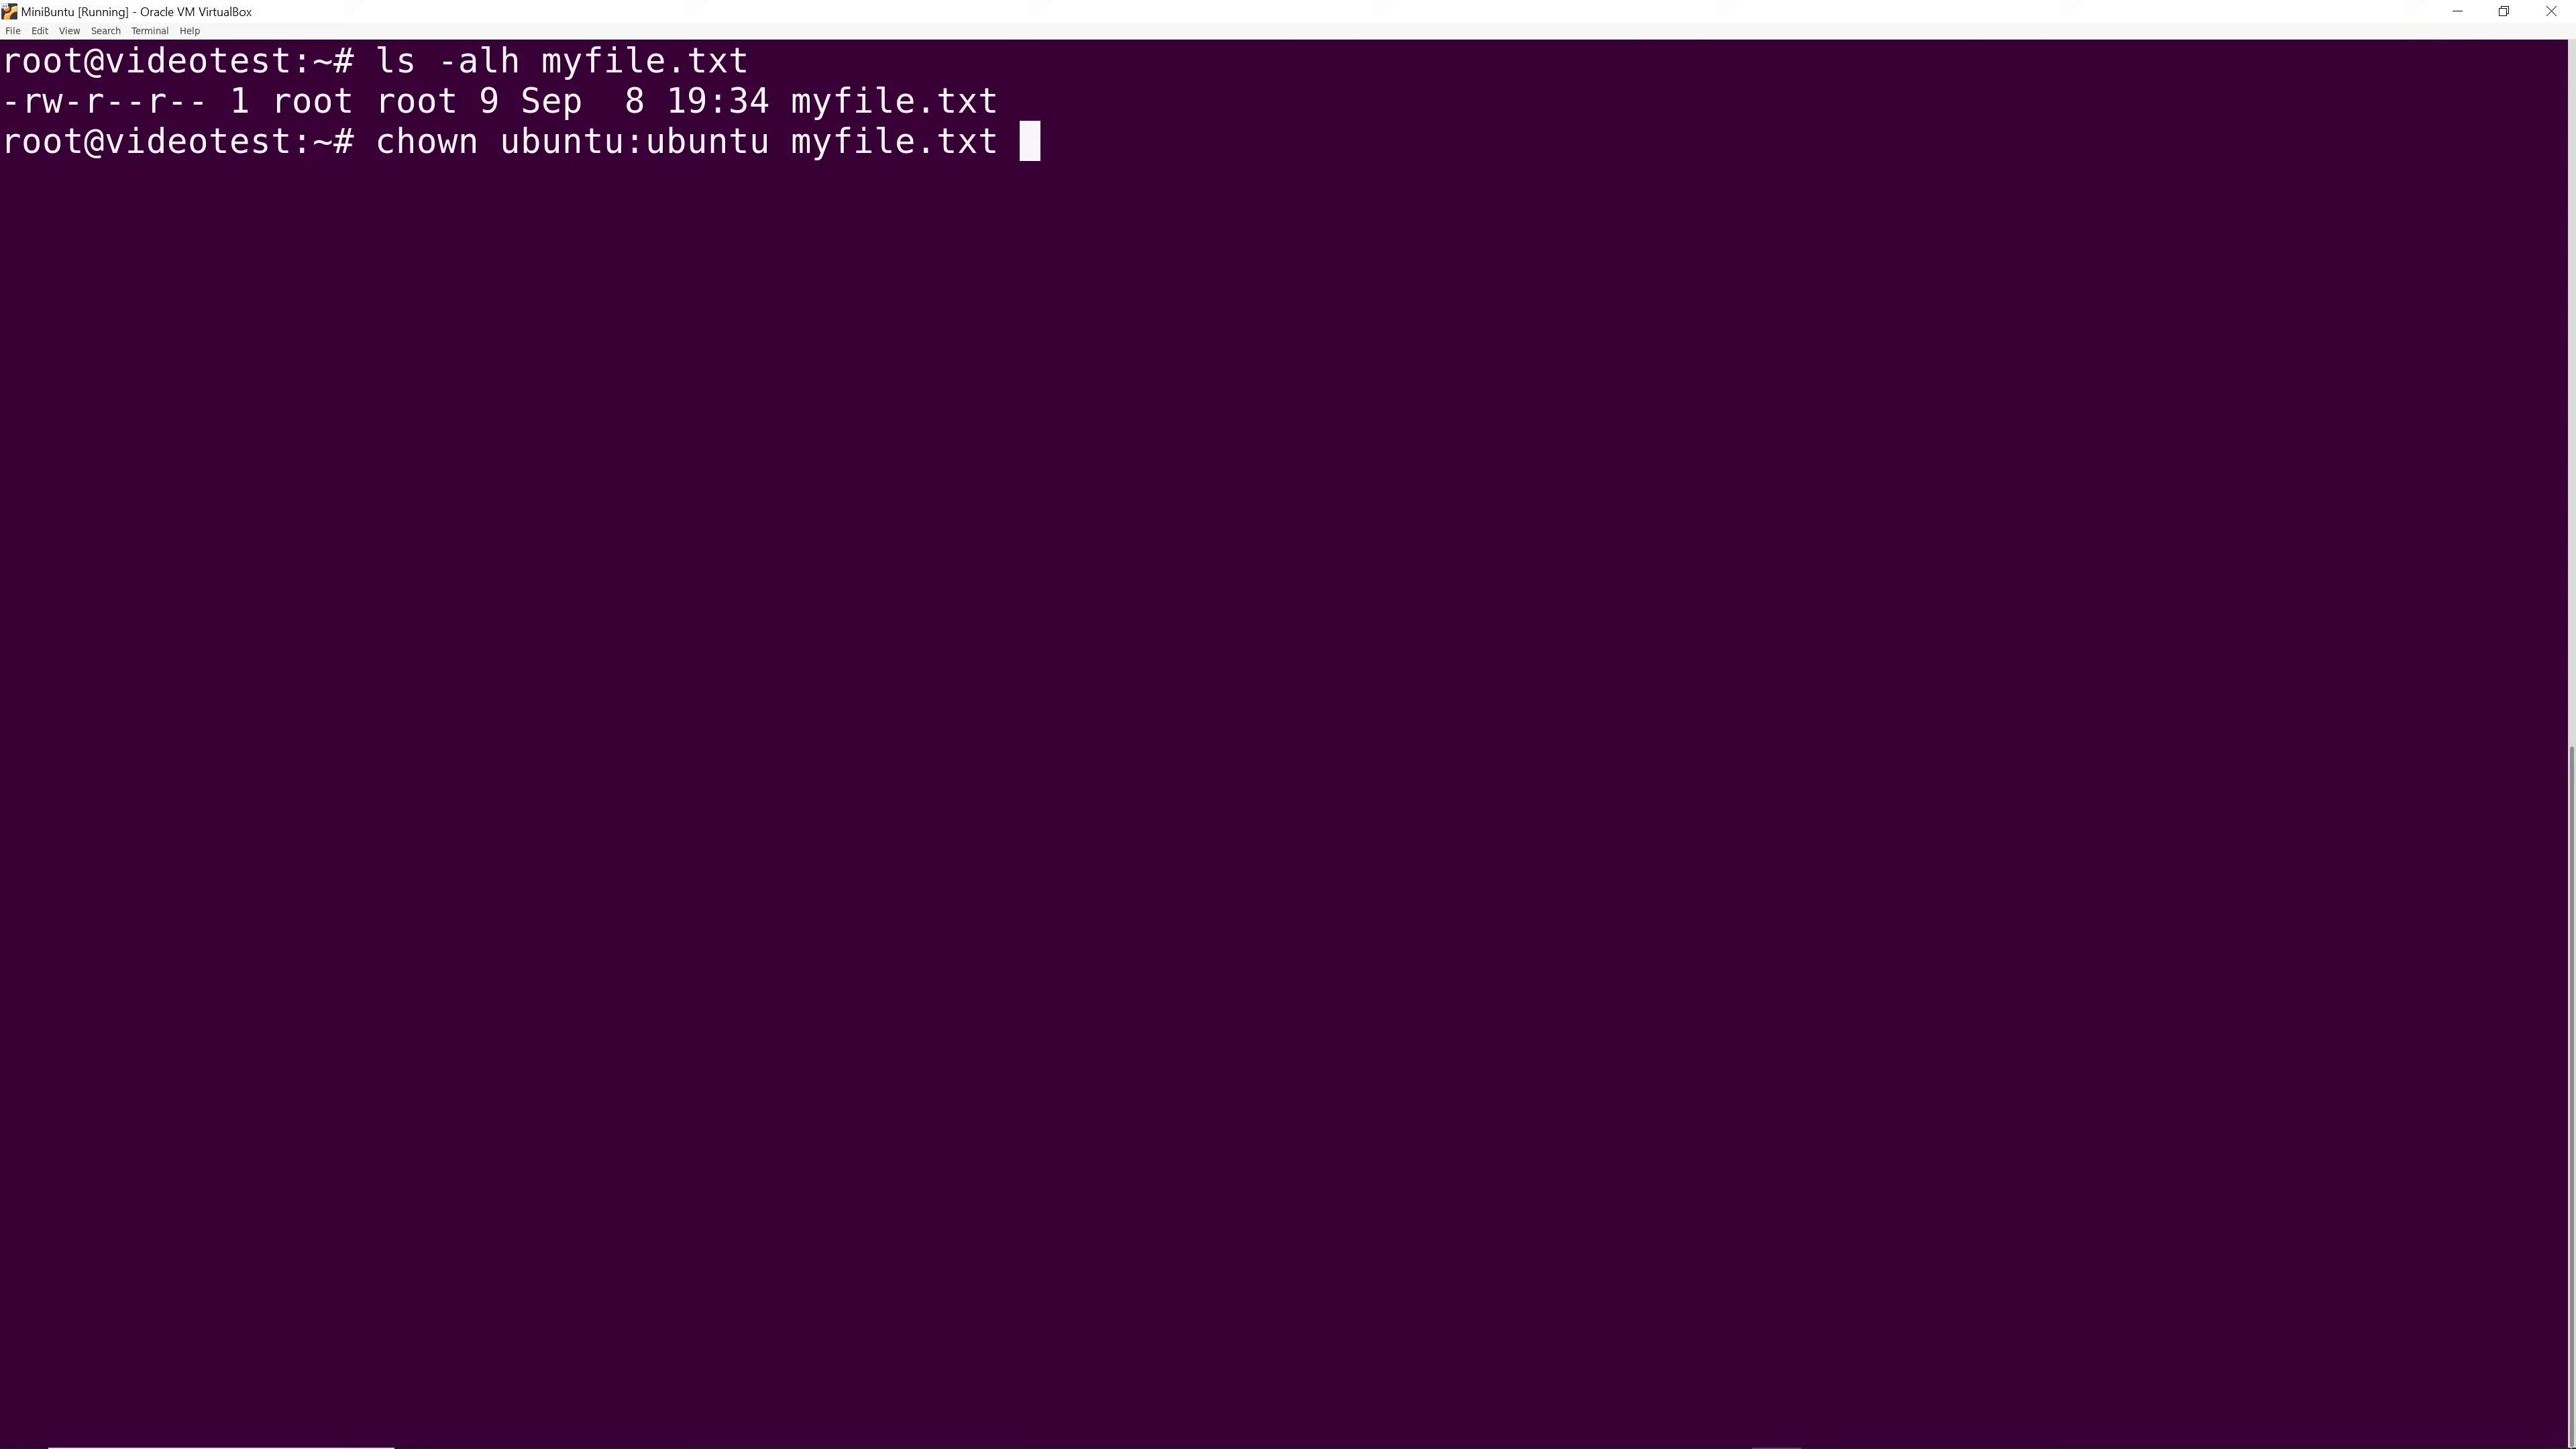 MiniBuntu [Running] - Oracle VM VirtualBox
File Edit View Search Terminal Help
root@videotest:~# ls -alh myfile.txt
-rw-r--r-- 1 root root 9 Sep  8 19:34 myfile.txt
root@videotest:~# chown ubuntu:ubuntu myfile.txt